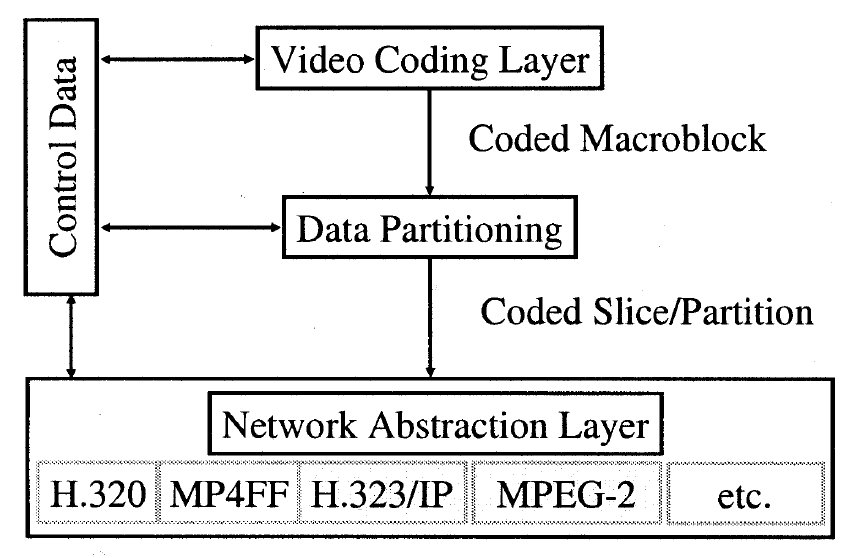 Control Data
Video Coding Layer
Coded Macroblock
Data Partitioning
Coded Slice/Partition
Network Abstraction Layer
H.320 MP4FF H.323/IP MPEG-2 etc.